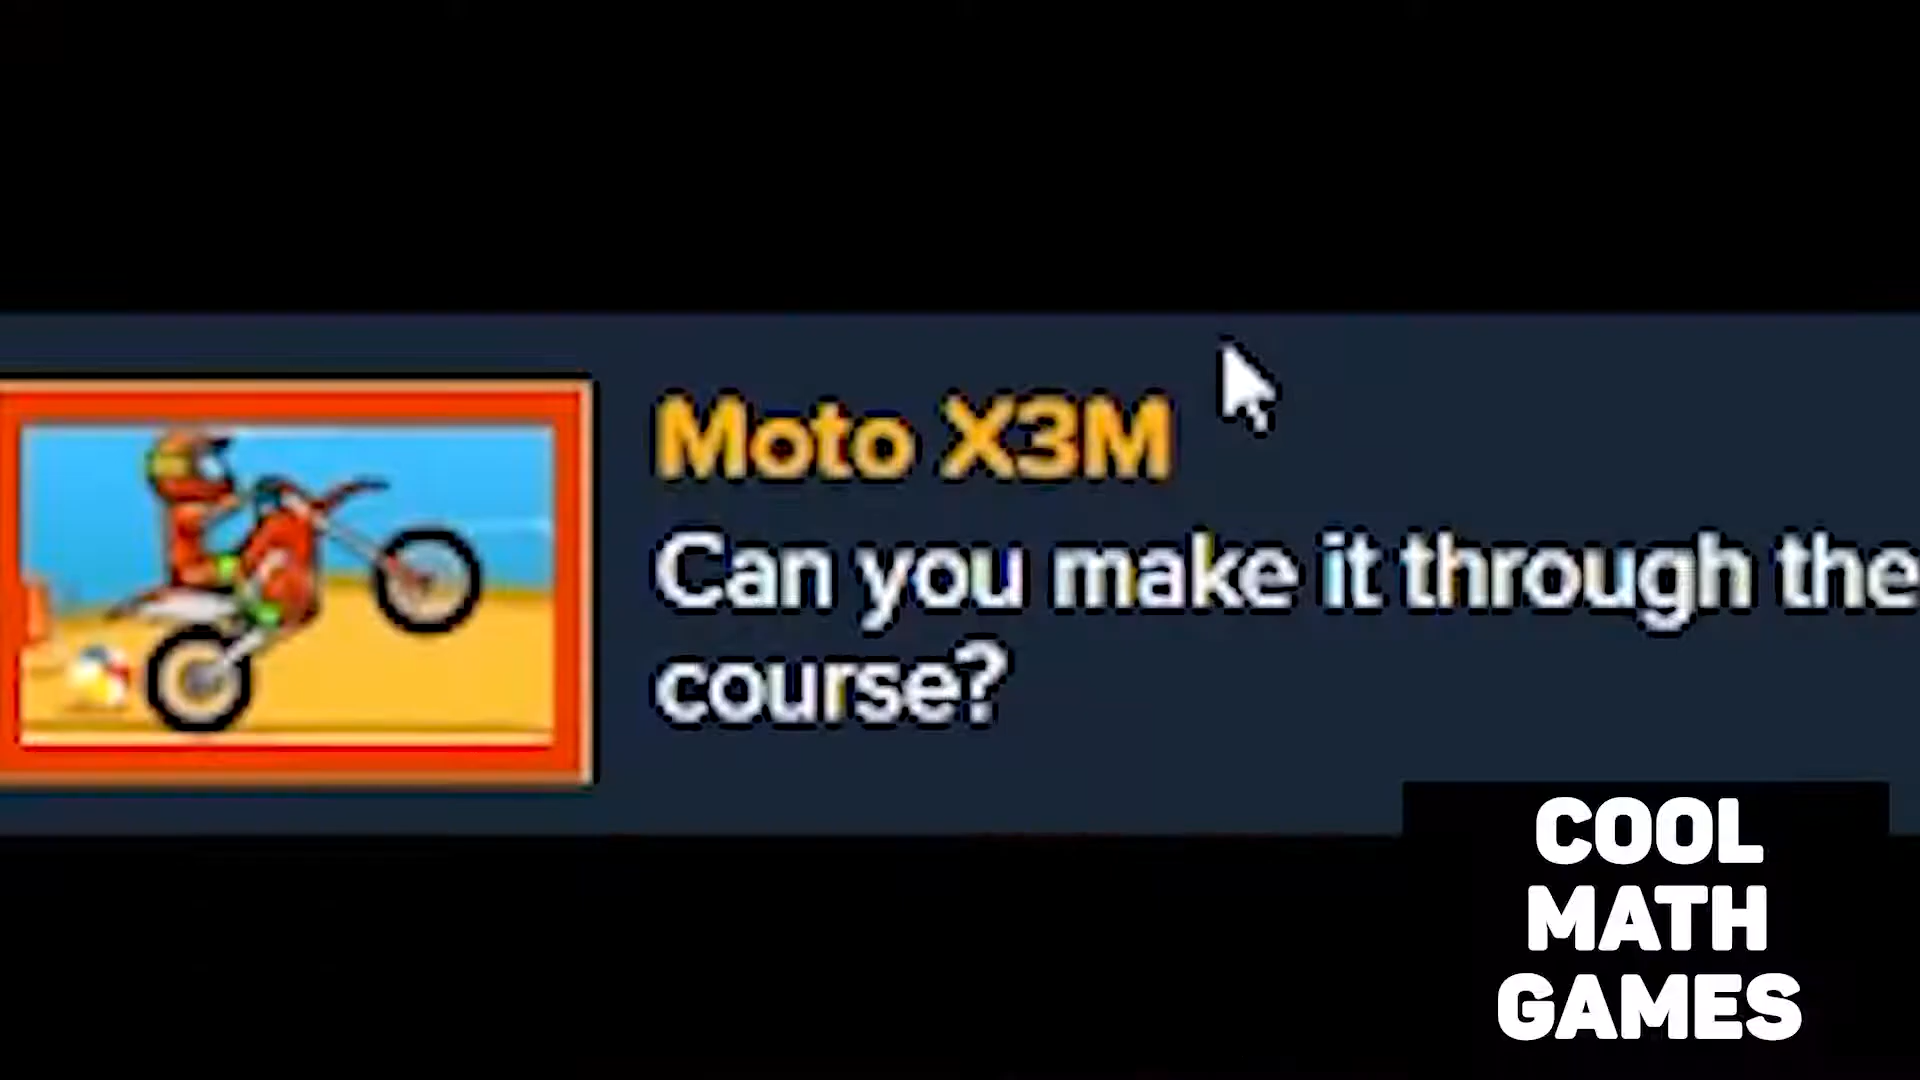 Moto X3M
Can you make it through the
course?
COOL
MATH
GAMES